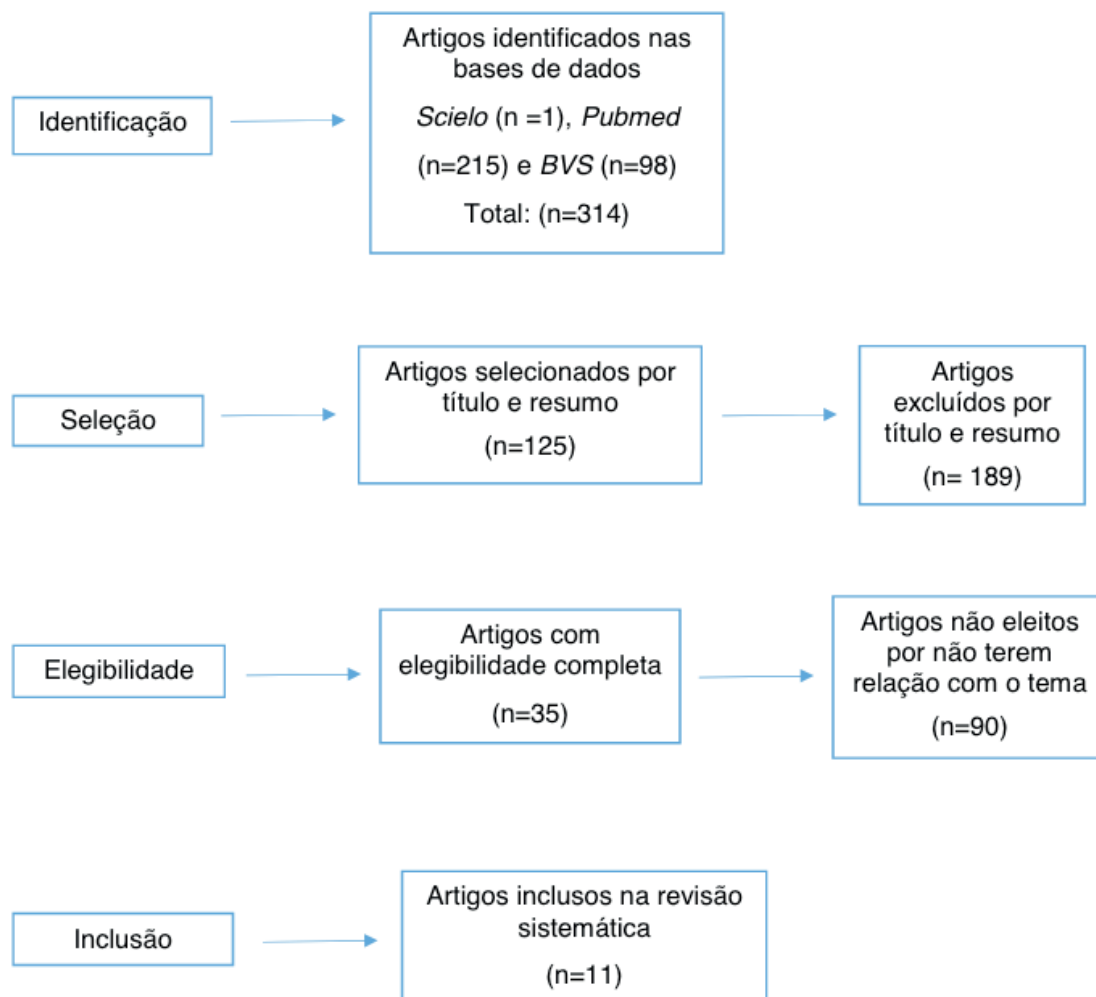 Identificação
Artigos identificados nas
bases de dados
Scielo (n =1), Pubmed
(n=215) e BVS (n=98)
Total: (n=314)
Seleção
Artigos selecionados por
título e resumo
(n=125)
Artigos
excluídos por
título e resumo
(n= 189)
Elegibilidade
Artigos com
elegibilidade completa
(n=35)
Artigos não eleitos
por não terem
relação com o tema
(n=90)
Inclusão
Artigos inclusos na revisão
sistemática
(n=11)